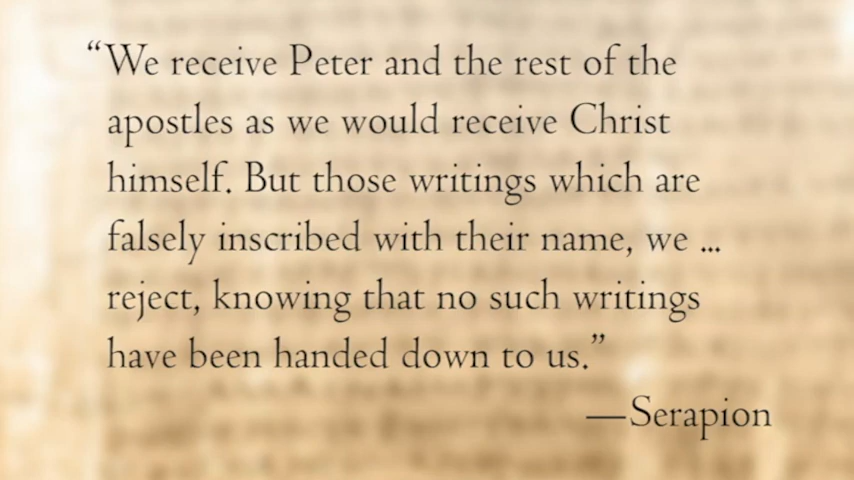 “We receive Peter and the rest of the
apostles as we would receive Christ
himself. But those writings which are
falsely inscribed with their name, we ...
reject, knowing that no such writings
have been handed down to us.”
—Serapion